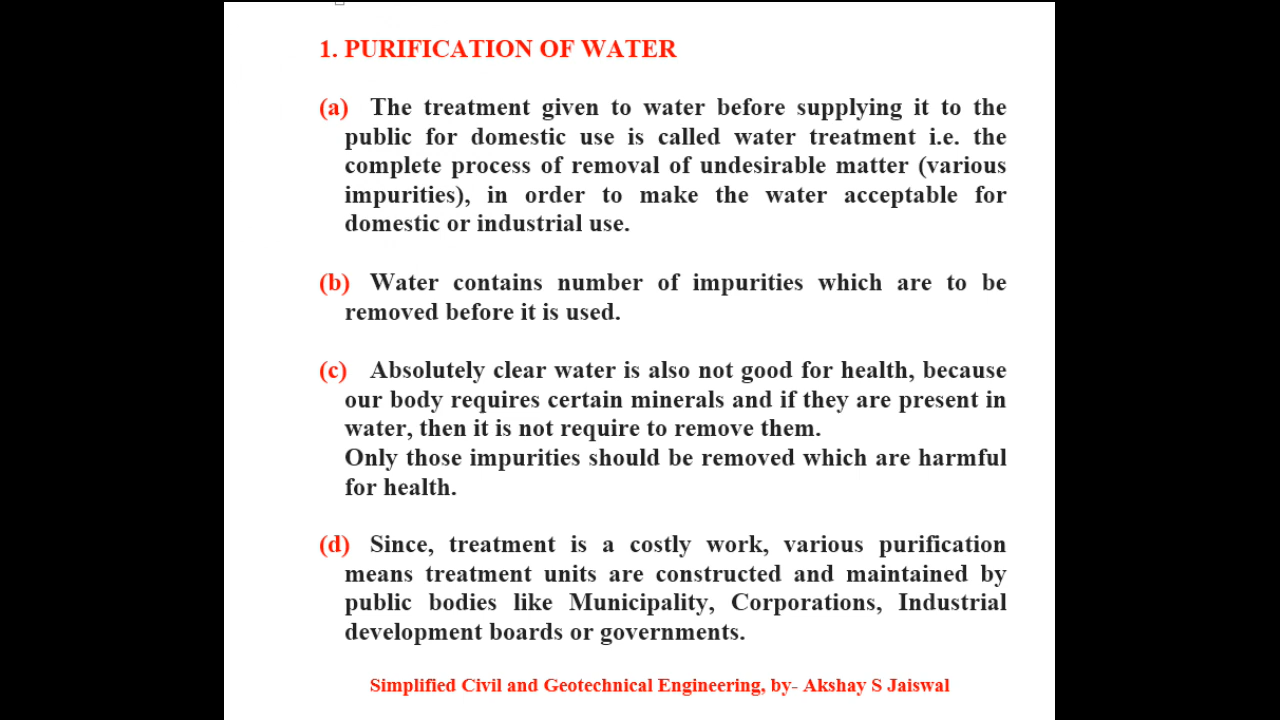 1. PURIFICATION OF WATER
(a) The treatment given to water before supplying it to the
public for domestic use is called water treatment i.e. the
complete process of removal of undesirable matter (various
impurities), in order to make the water acceptable for
domestic or industrial use.
(b) Water contains number of impurities which are to be
removed before it is used.
(c) Absolutely clear water is also not good for health, because
our body requires certain minerals and if they are present in
water, then it is not require to remove them.
Only those impurities should be removed which are harmful
for health.
(d) Since, treatment is a costly work, various purification
means treatment units are constructed and maintained by
public bodies like Municipality, Corporations, Industrial
development boards or governments.
Simplified Civil and Geotechnical Engineering, by- Akshay S Jaiswal